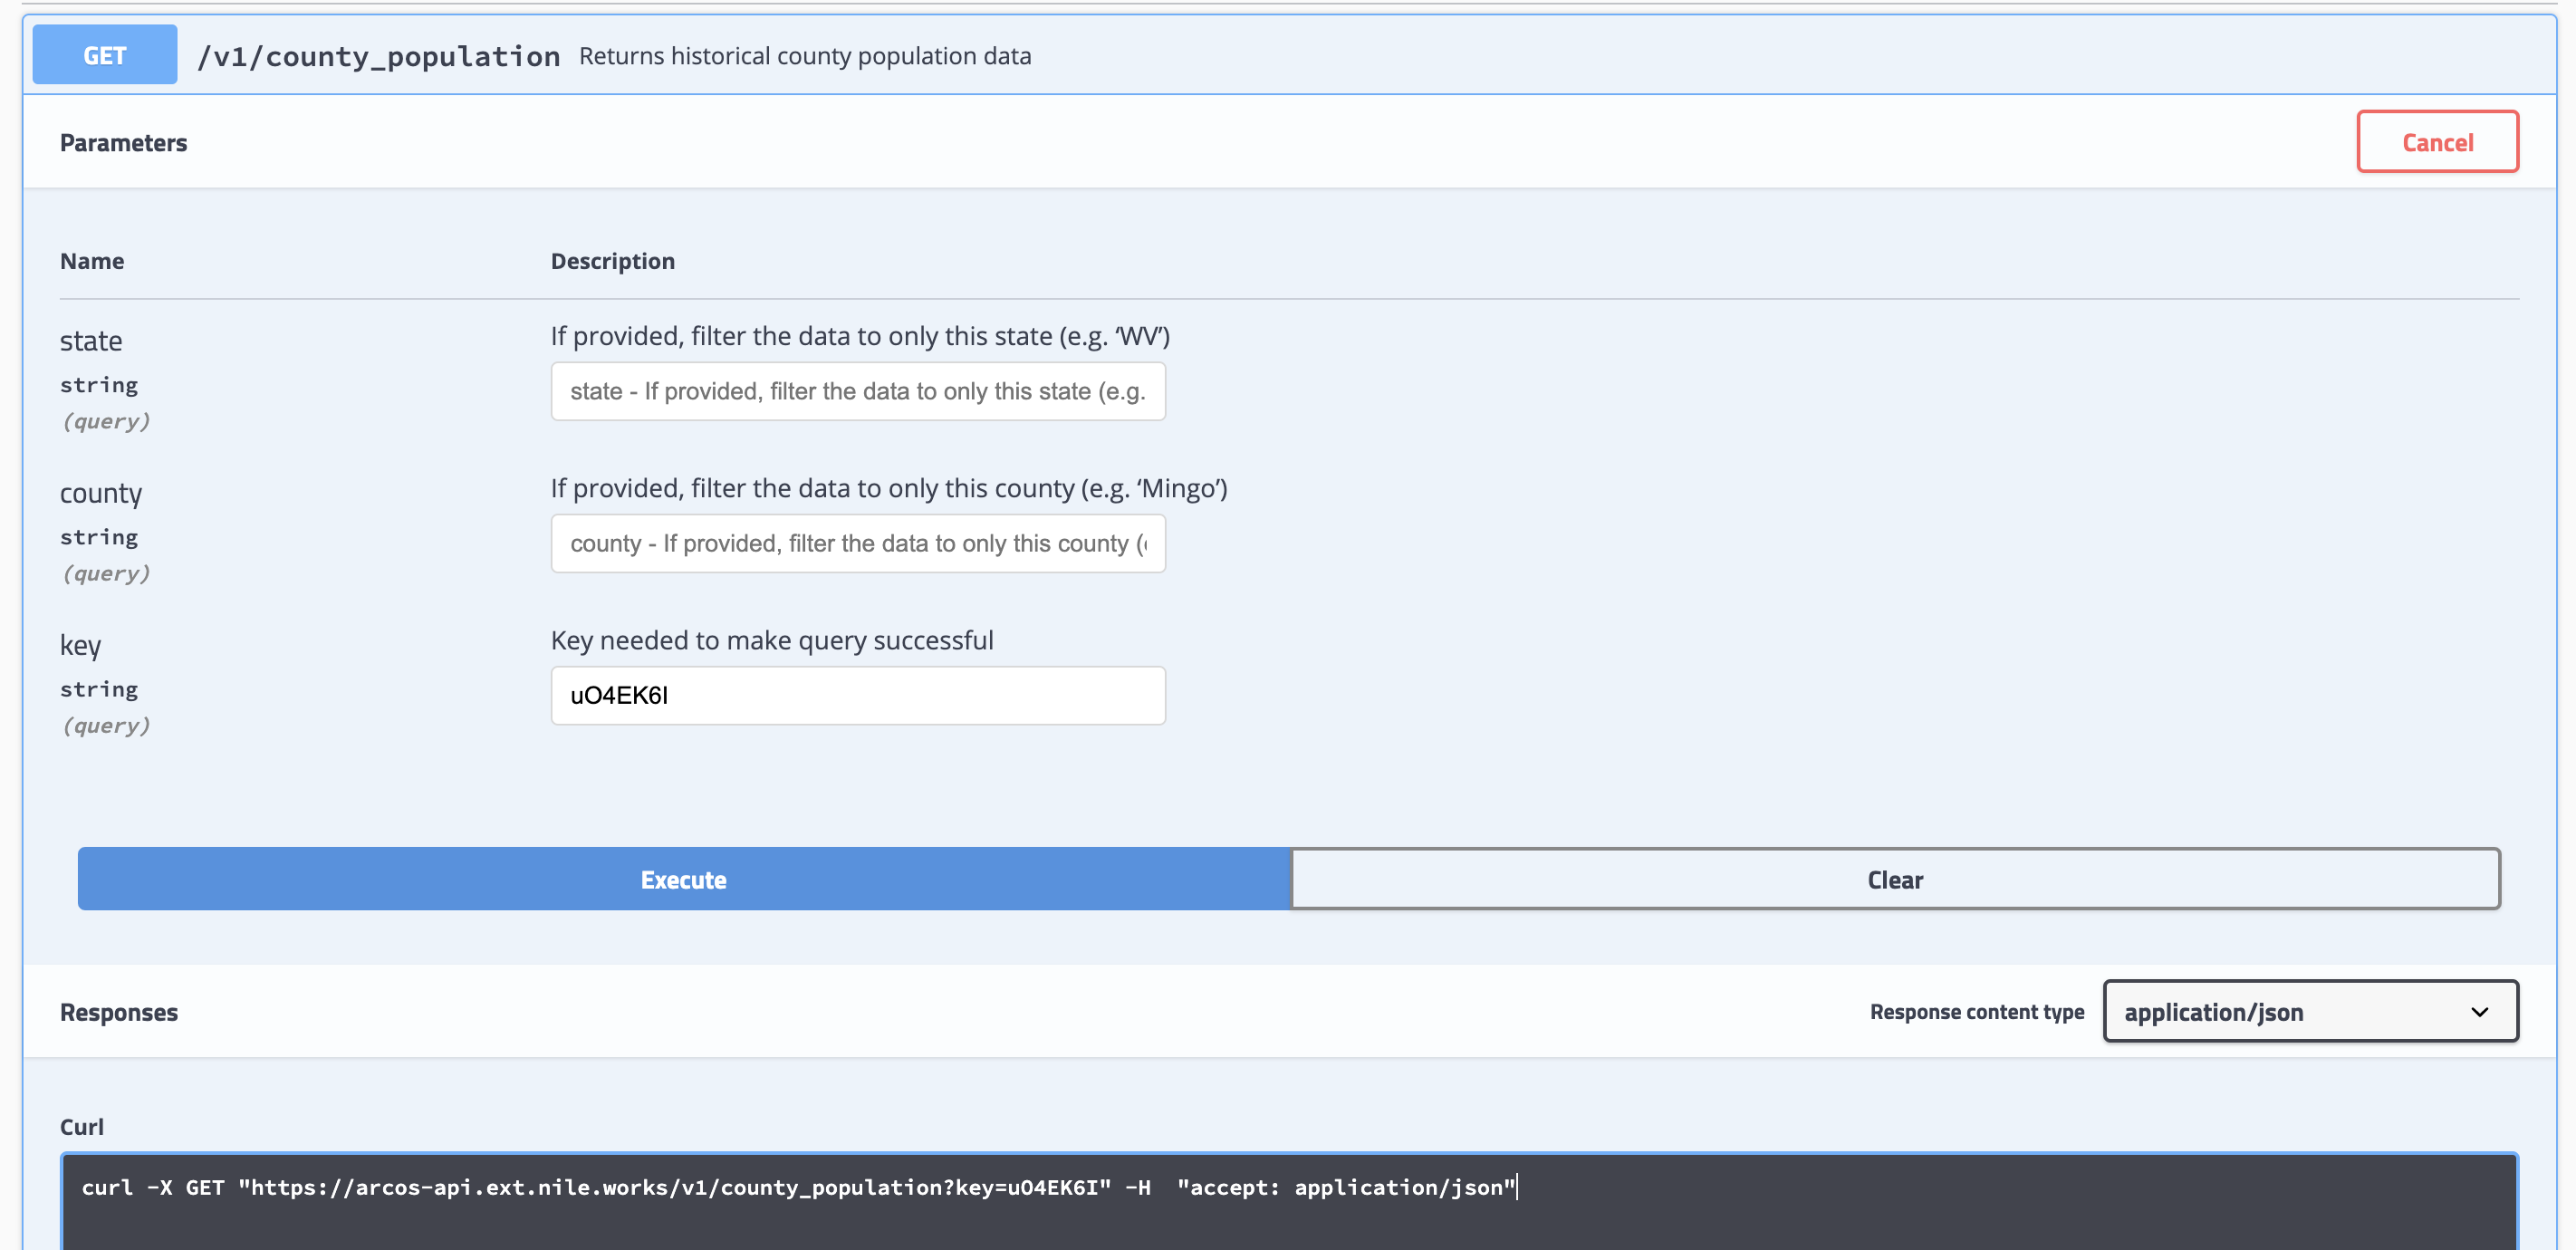 GET /v1/county_population Returns historical county population data
Parameters
Cancel
Name Description
state
string
(query)
If provided, filter the data to only this state (e.g. ‘WV’)
state - If provided, filter the data to only this state (e.g.
county
string
(query)
If provided, filter the data to only this county (e.g. ‘Mingo’)
county - If provided, filter the data to only this county (
key
string
(query)
Key needed to make query successful
uO4EK6I
Execute
Clear
Responses
Response content type application/json
Curl
curl -X GET "https://arcos-api.ext.nile.works/v1/county_population?key=uO4EK6I" -H  "accept: application/json"